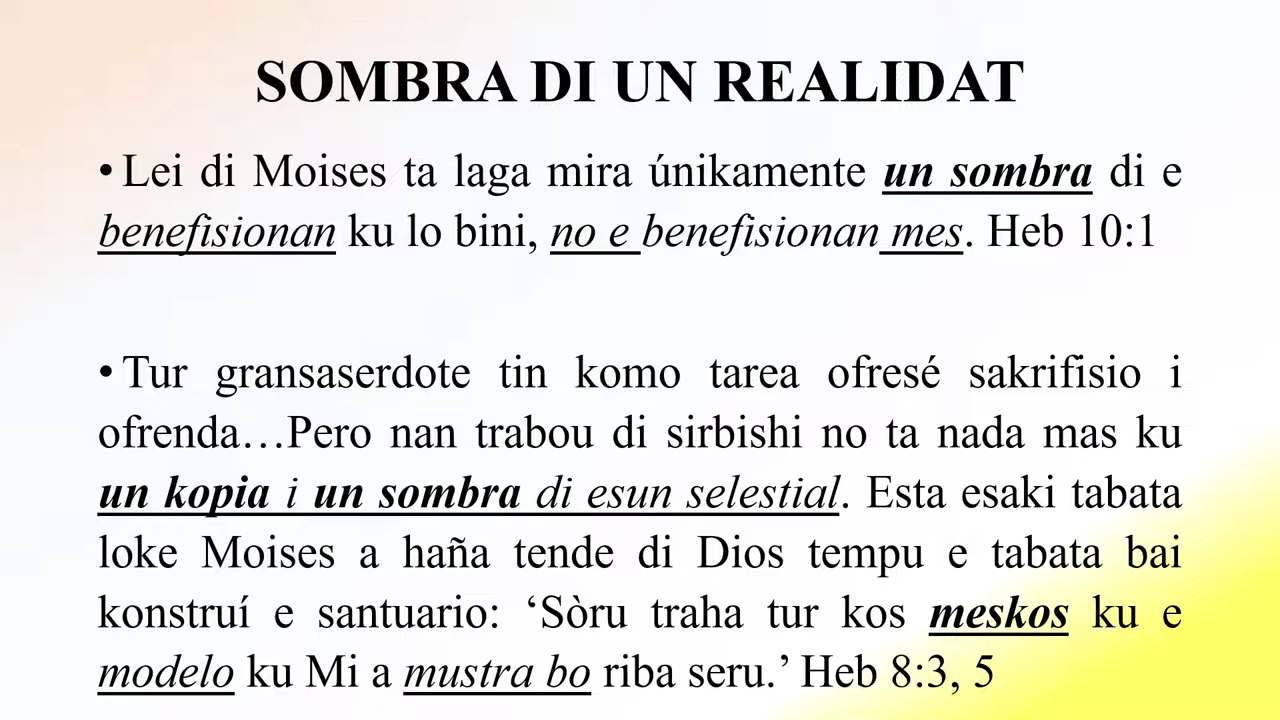 SOMBRA DI UN REALIDAT
• Lei di Moises ta laga mira únikamente un sombra di e
benefisionan ku lo bini, no e benefisionan mes. Heb 10:1
• Tur gransaserdote tin komo tarea ofresé sakrifisio i
ofrenda…Pero nan trabou di sirbishi no ta nada mas ku
un kopia i un sombra di esun selestial. Esta esaki tabata
loke Moises a haña tende di Dios tempu e tabata bai
konstruí e santuario: ‘Sòru traha tur kos meskos ku e
modelo ku Mi a mustra bo riba seru.’ Heb 8:3, 5